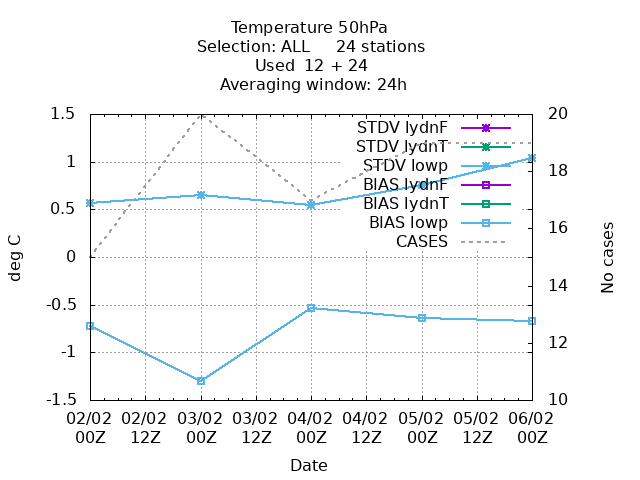 Temperature 50hPa
Selection: ALL 24 stations
Used 12 + 24
Averaging window: 24h
1.5
1
0.5
0
-0.5
-1
-1.5
deg C
20
18
16
14
12
10
No cases
STDV lydnF
STDV lydnT
STDV lowp
BIAS lydnF
BIAS lydnT
BIAS lowp
CASES
02/02 02/02 03/02 03/02 04/02 04/02 05/02 05/02 06/02
00Z 12Z 00Z 12Z 00Z 12Z 00Z 12Z 00Z
Date